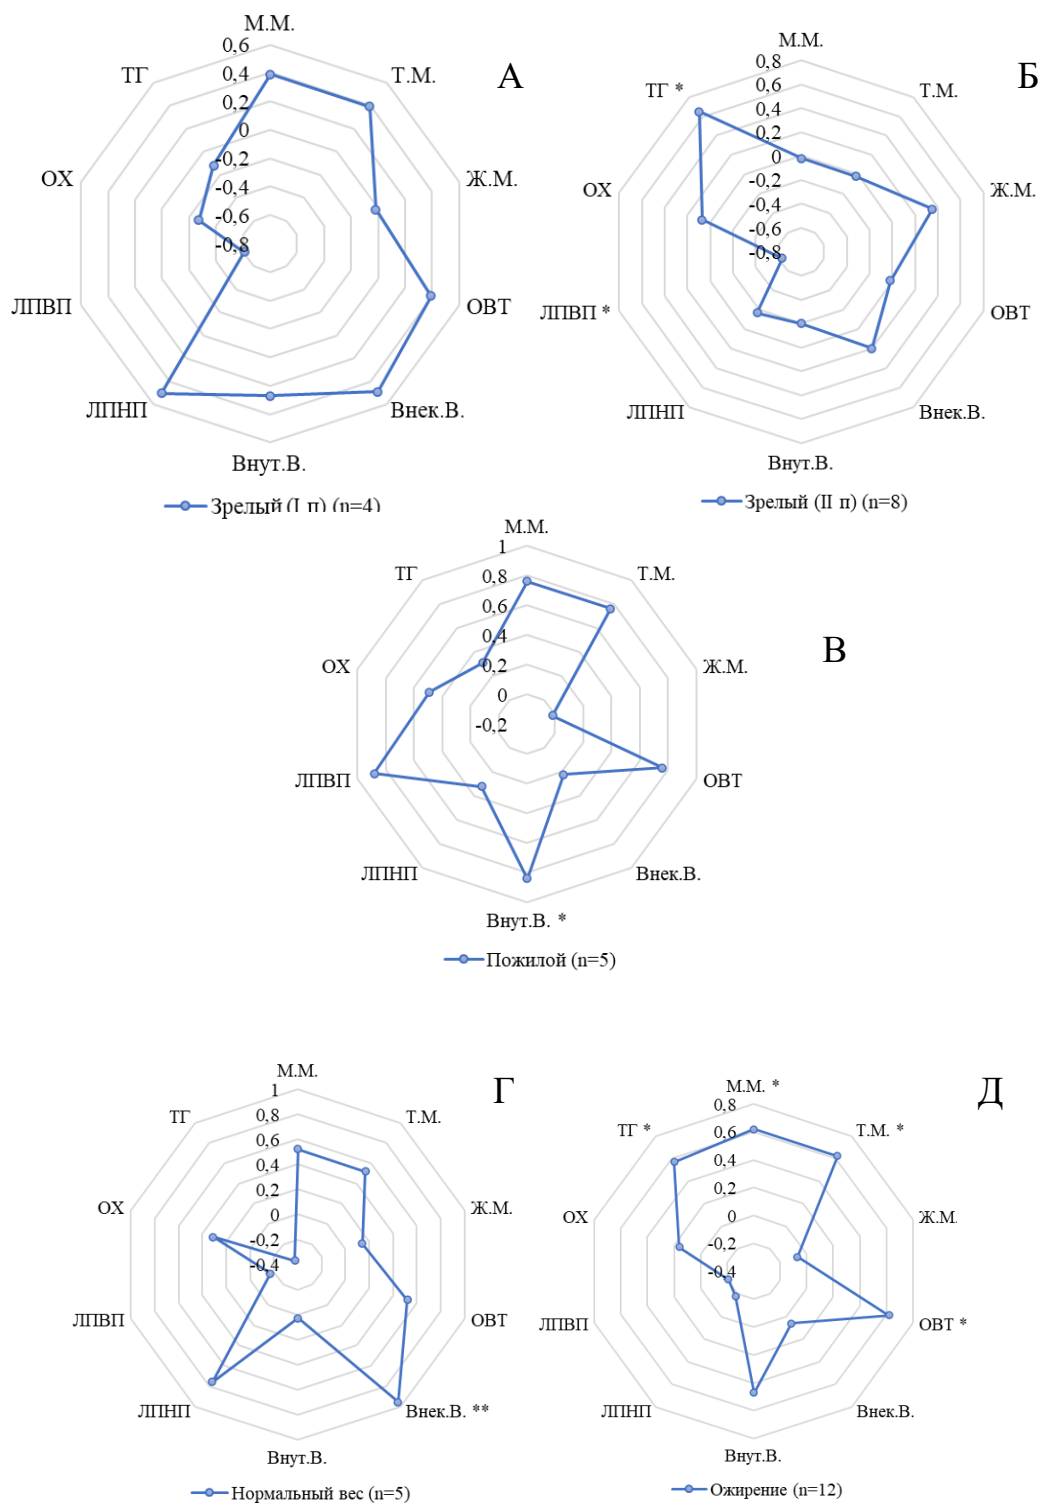 М.М.
0,6
ТГ
Т.М.
А
0,4
0,2
0
ОХ
-0,2
Ж.М.
-0,4
-0,6
-0,8
ЛПВП
ОВТ
ЛПНП
Внек.В.
Внут.В.
Зрелый (I п) (n=4)
М.М.
0,8
ТГ *
Т.М.
Б
0,6
0,4
0,2
0
ОХ
-0,2
Ж.М.
-0,4
-0,6
-0,8
ЛПВП *
ОВТ
ЛПНП
Внек.В.
Внут.В.
Зрелый (II п) (n=8)
М.М.
1
ТГ
Т.М.
0,8
0,6
0,4
В
ОХ
0,2
Ж.М.
0
-0,2
ЛПВП
ОВТ
ЛПНП
Внек.В.
Внут.В. *
Пожилой (n=5)
М.М.
1
Г
ТГ
Т.М.
0,8
0,6
0,4
ОХ
0,2
Ж.М.
0
-0,2
-0,4
ЛПВП
ОВТ
ЛПНП
Внек.В. **
Внут.В.
Нормальный вес (n=5)
М.М. *
0,8
Д
ТГ *
Т.М. *
0,6
0,4
0,2
ОХ
0
Ж.М.
-0,2
-0,4
ЛПВП
ОВТ *
ЛПНП
Внек.В.
Внут.В.
Ожирение (n=12)